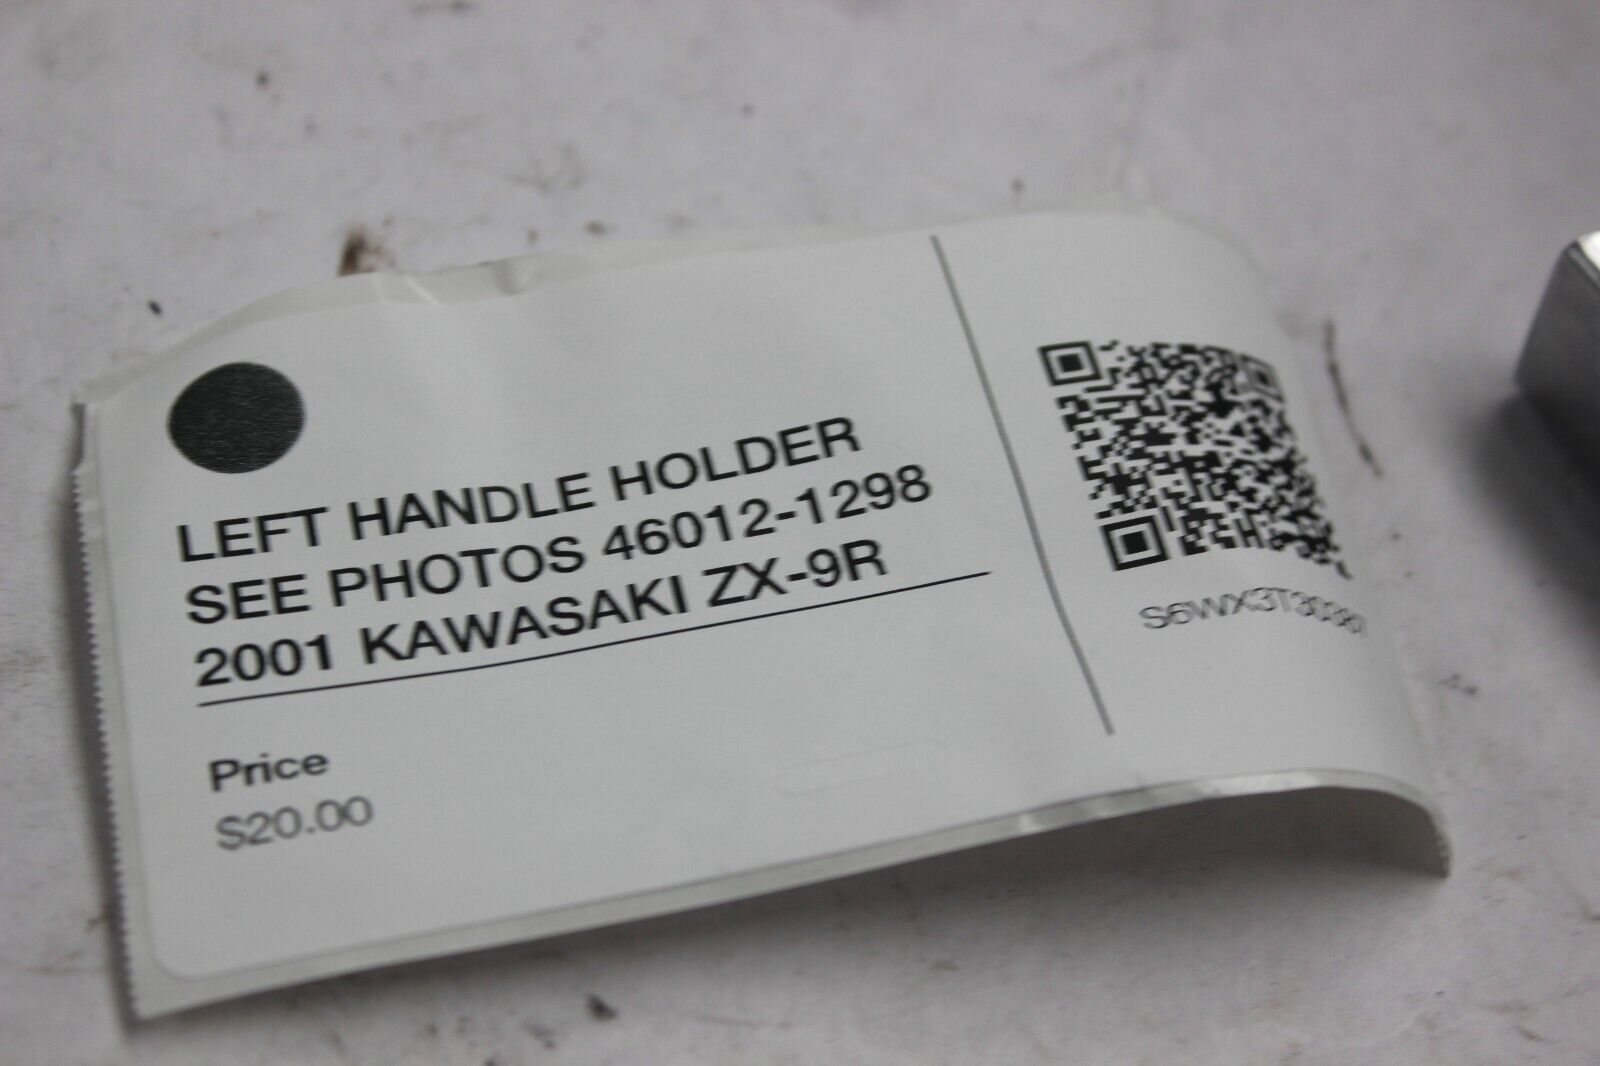 LEFT HANDLE HOLDER
SEE PHOTOS 46012-1298
2001 KAWASAKI ZX-9R
Price
$20.00